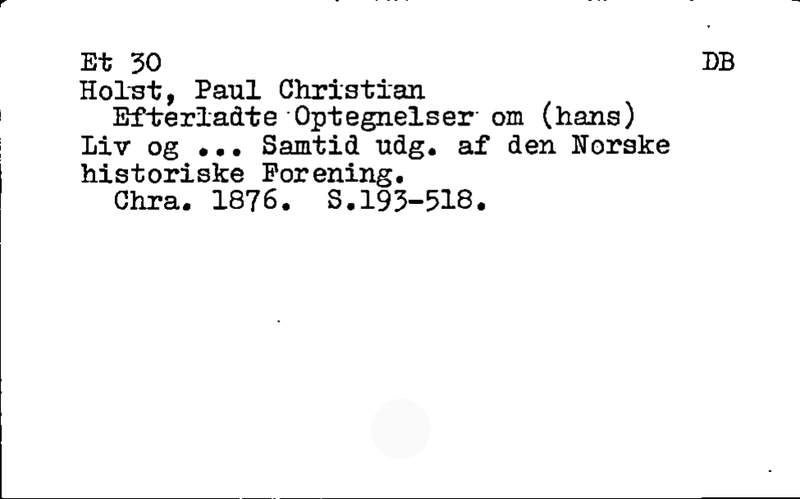 Et 30 DB
Holst, Paul Christian
Efterladte Optegnelser om (hans)
Liv og ... Samtid udg. af den Norske
historiske Forening.
Chra. 1876. S.193-518.